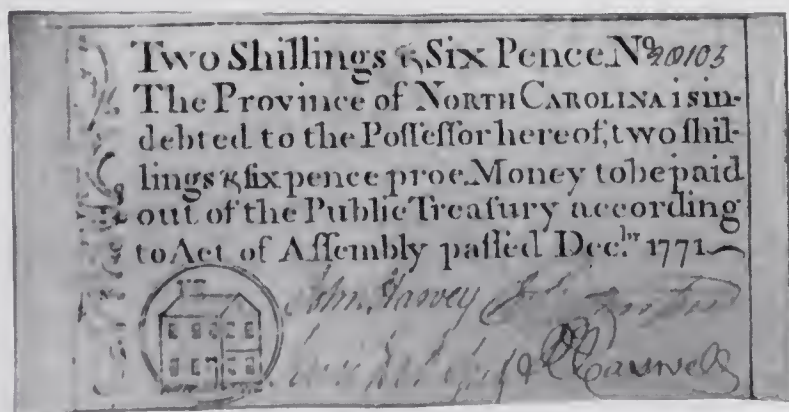 Two Shillings & Six Pence. No. 20103
The Province of NORTH CAROLINA is in-
debted to the Poſſeſſor hereof, two ſhil-
lings & ſix pence proc. Money to be paid
out of the Public Treaſury according
to Act of Aſſembly paſſed Decbr. 1771
John Harvey
R Caswell